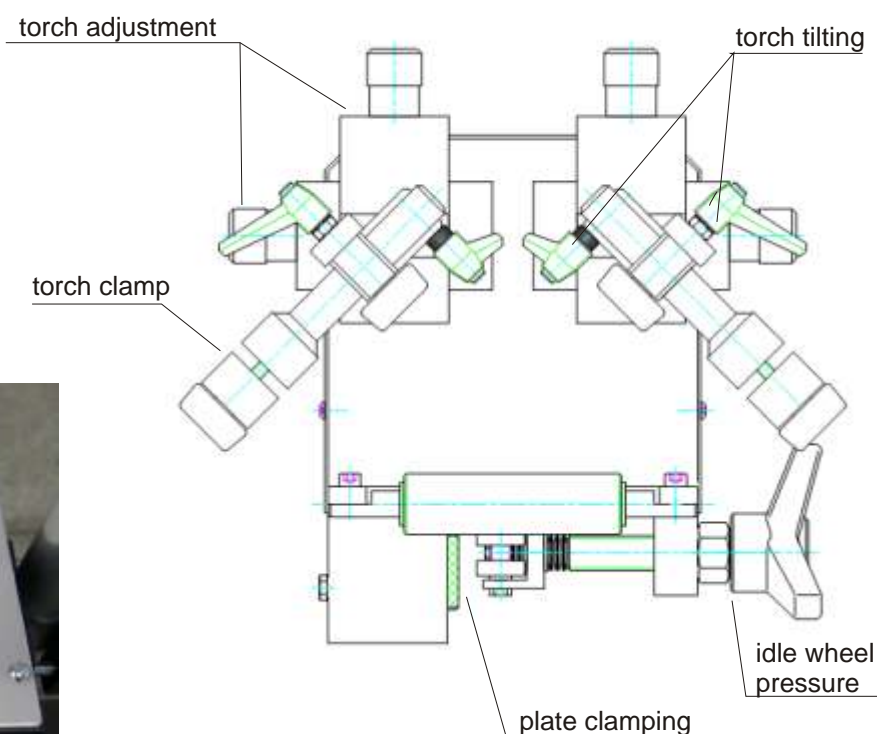 torch adjustment
torch tilting
torch clamp
idle wheel
pressure
plate clamping